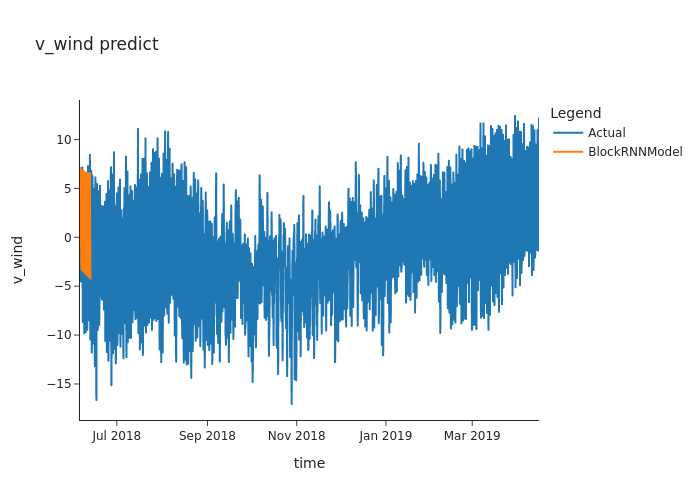 v_wind predict
Legend
Actual
BlockRNNModel
v_wind
10
5
0
−5
−10
−15
Jul 2018
Sep 2018
Nov 2018
Jan 2019
Mar 2019
time